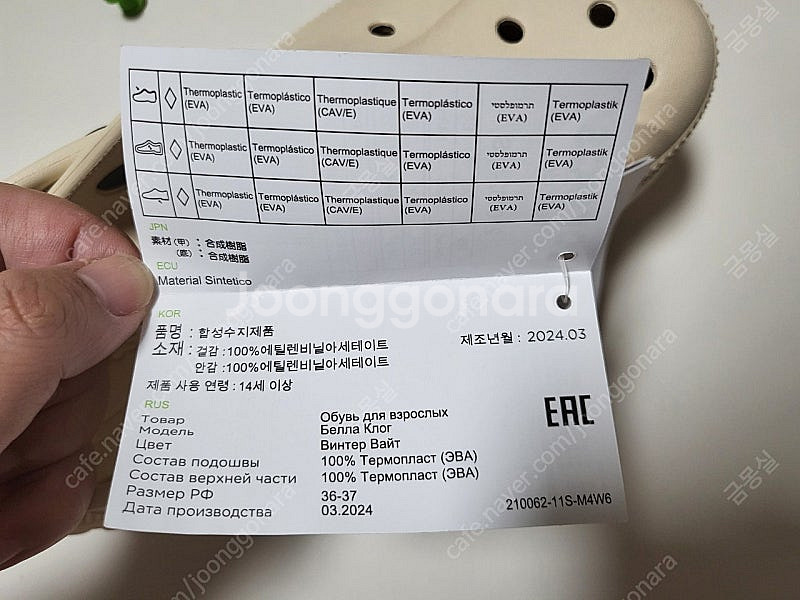 Thermoplastic (EVA) Termoplástico (EVA) Thermoplastique (CAV/E) Termoplástico (EVA) תרמופלסטי (EVA) Termoplastik (EVA)
Thermoplastic (EVA) Termoplástico (EVA) Thermoplastique (CAV/E) Termoplástico (EVA) תרמופלסטי (EVA) Termoplastik (EVA)
Thermoplastic (EVA) Termoplástico (EVA) Thermoplastique (CAV/E) Termoplástico (EVA) תרמופלסטי (EVA) Termoplastik (EVA)
JPN
素材(甲) : 合成樹脂
(底) : 合成樹脂
ECU
Material Sintetico
KOR
품명 : 합성수지제품
제조년월 : 2024.03
소재 : 겉감 :100%에틸렌비닐아세테이트
안감 :100%에틸렌비닐아세테이트
제품 사용 연령 : 14세 이상
RUS
Товар Обувь для взрослых
Модель Белла Клог
Цвет Винтер Вайт
Состав подошвы 100% Термопласт (ЭВА)
Состав верхней части 100% Термопласт (ЭВА)
Размер РФ 36-37
Дата производства 03.2024
EAC
210062-11S-M4W6
Joonggonara
cafe.naver.com/joonggonara
금몽실